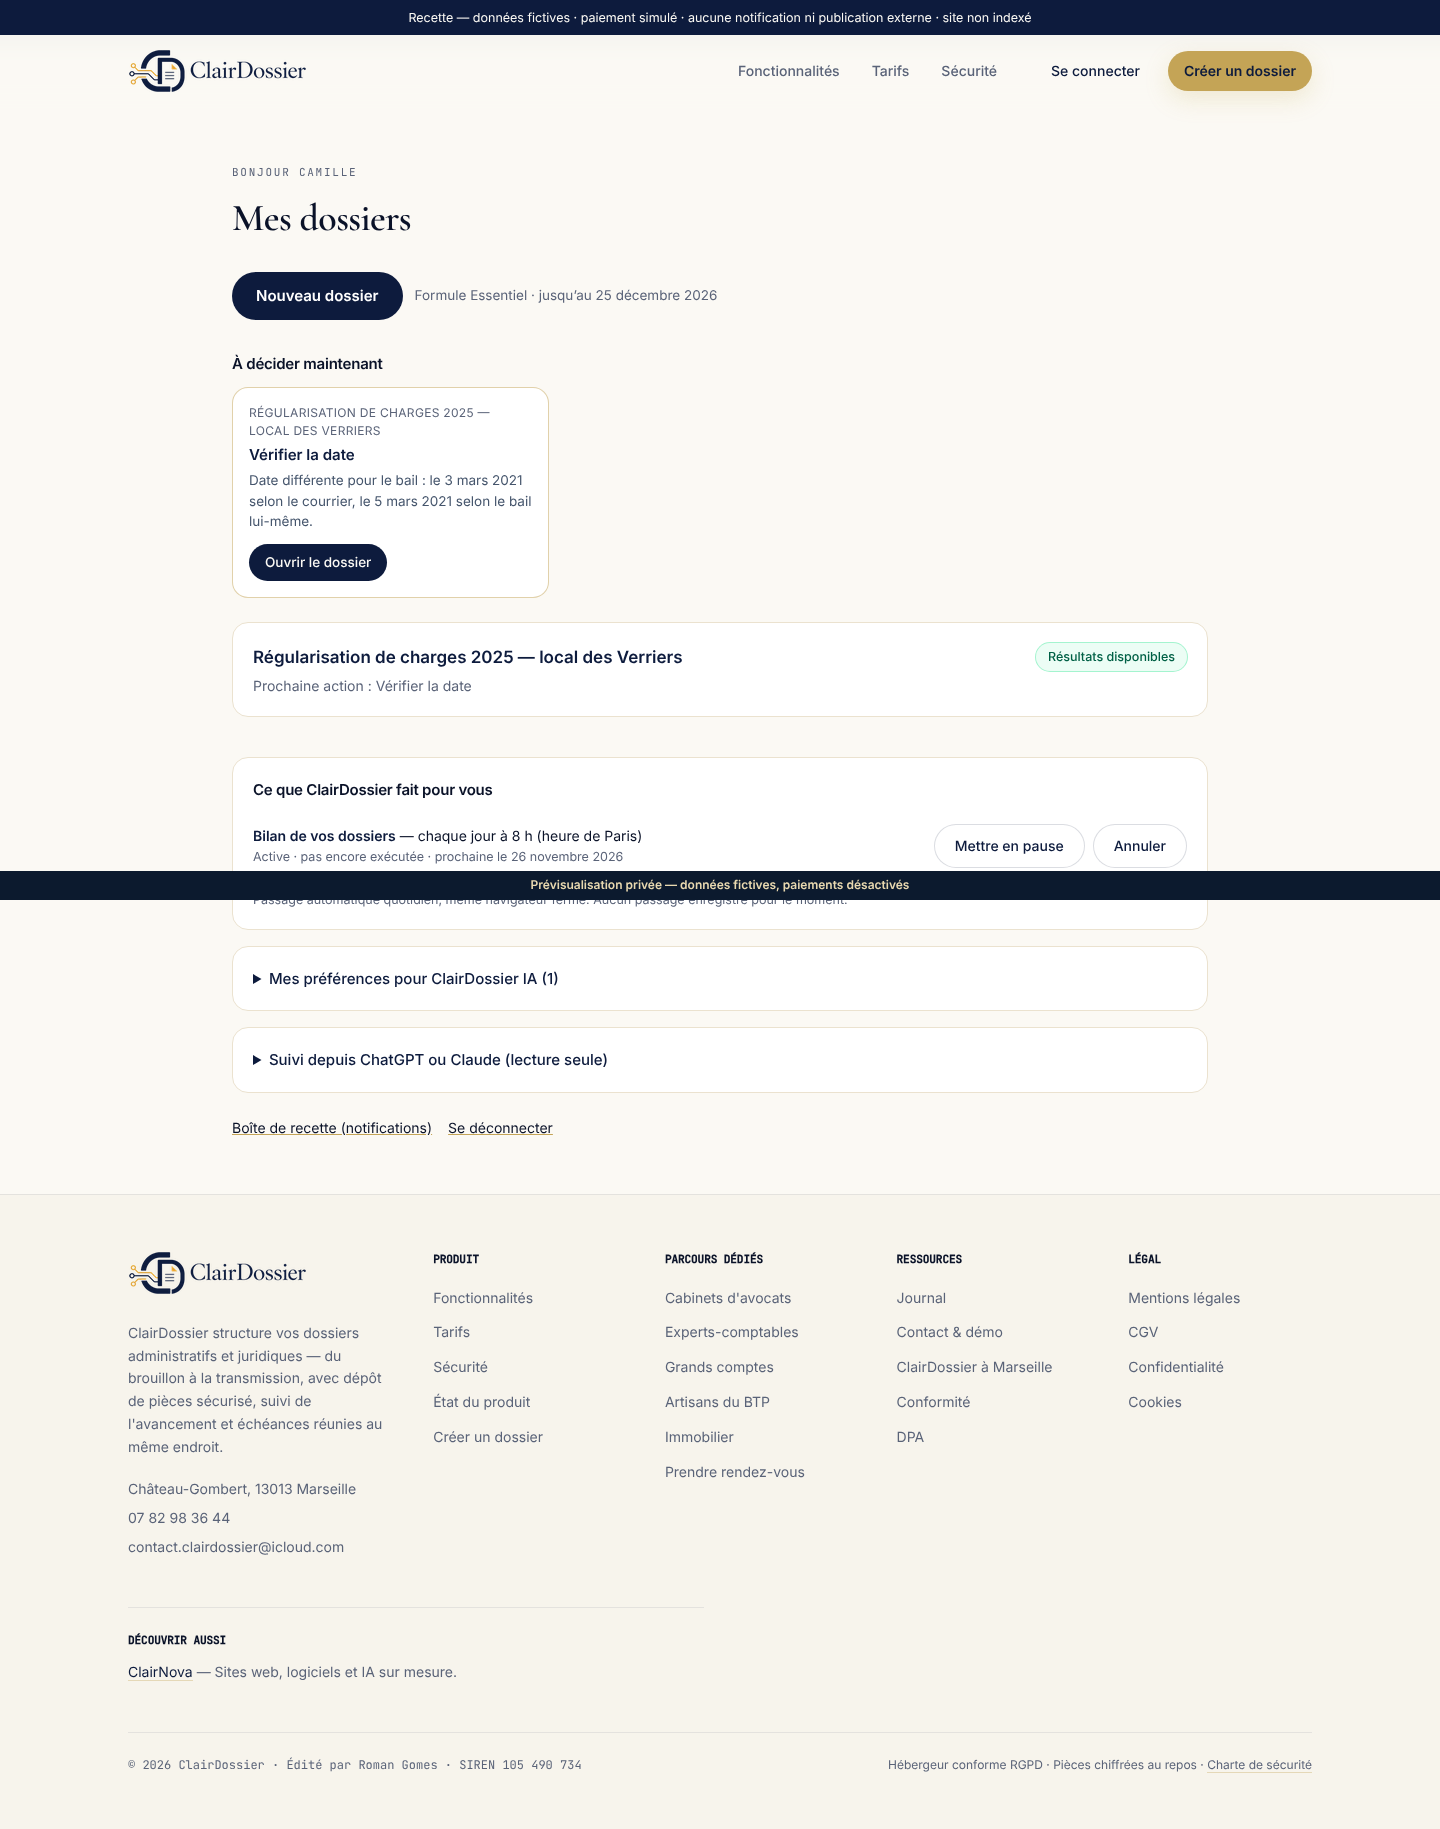 Recette — données fictives · paiement simulé · aucune notification ni publication externe · site non indexé
ClairDossier
Fonctionnalités
Tarifs
Sécurité
Se connecter
Créer un dossier
BONJOUR CAMILLE
Mes dossiers
Nouveau dossier
Formule Essentiel · jusqu’au 25 décembre 2026
À décider maintenant
RÉGULARISATION DE CHARGES 2025 —
LOCAL DES VERRIERS
Vérifier la date
Date différente pour le bail : le 3 mars 2021
selon le courrier, le 5 mars 2021 selon le bail
lui-même.
Ouvrir le dossier
Régularisation de charges 2025 — local des Verriers
Résultats disponibles
Prochaine action : Vérifier la date
Ce que ClairDossier fait pour vous
Bilan de vos dossiers — chaque jour à 8 h (heure de Paris)
Active · pas encore exécutée · prochaine le 26 novembre 2026
Mettre en pause
Annuler
Prévisualisation privée — données fictives, paiements désactivés
Passage automatique quotidien, même navigateur fermé. Aucun passage enregistré pour le moment.
Mes préférences pour ClairDossier IA (1)
Suivi depuis ChatGPT ou Claude (lecture seule)
Boîte de recette (notifications)
Se déconnecter
ClairDossier
ClairDossier structure vos dossiers
administratifs et juridiques — du
brouillon à la transmission, avec dépôt
de pièces sécurisé, suivi de
l'avancement et échéances réunies au
même endroit.
Château-Gombert, 13013 Marseille
07 82 98 36 44
contact.clairdossier@icloud.com
PRODUIT
Fonctionnalités
Tarifs
Sécurité
État du produit
Créer un dossier
PARCOURS DÉDIÉS
Cabinets d'avocats
Experts-comptables
Grands comptes
Artisans du BTP
Immobilier
Prendre rendez-vous
RESSOURCES
Journal
Contact & démo
ClairDossier à Marseille
Conformité
DPA
LÉGAL
Mentions légales
CGV
Confidentialité
Cookies
DÉCOUVRIR AUSSI
ClairNova — Sites web, logiciels et IA sur mesure.
© 2026 ClairDossier · Édité par Roman Gomes · SIREN 105 490 734
Hébergeur conforme RGPD · Pièces chiffrées au repos · Charte de sécurité